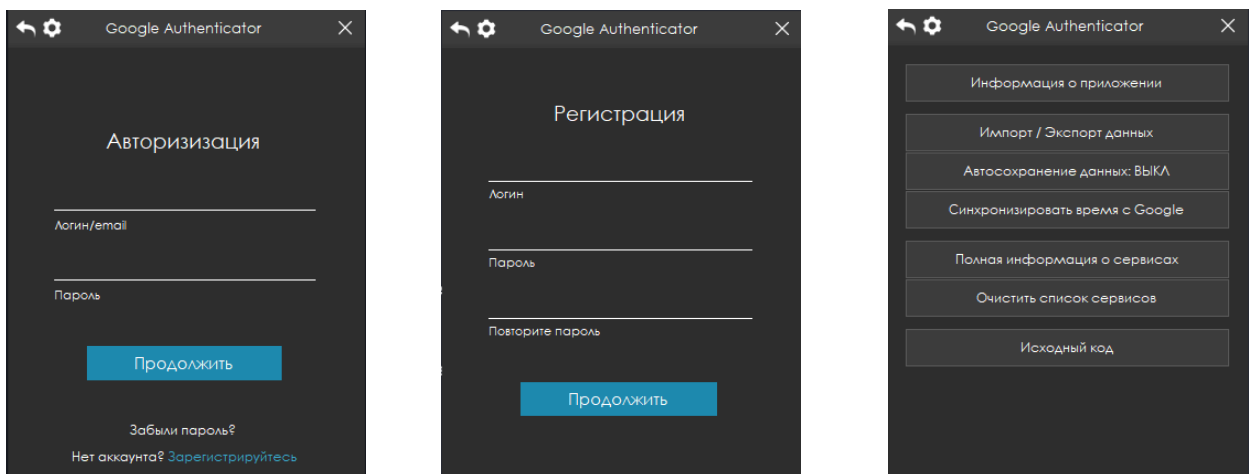 Google Authenticator
Авторизизация
Логин/email
Пароль
Продолжить
Забыли пароль?
Нет аккаунта? Зарегистрируйтесь
Google Authenticator
Регистрация
Логин
Пароль
Повторите пароль
Продолжить
Google Authenticator
Информация о приложении
Импорт / Экспорт данных
Автосохранение данных: ВЫКЛ
Синхронизировать время с Google
Полная информация о сервисах
Очистить список сервисов
Исходный код